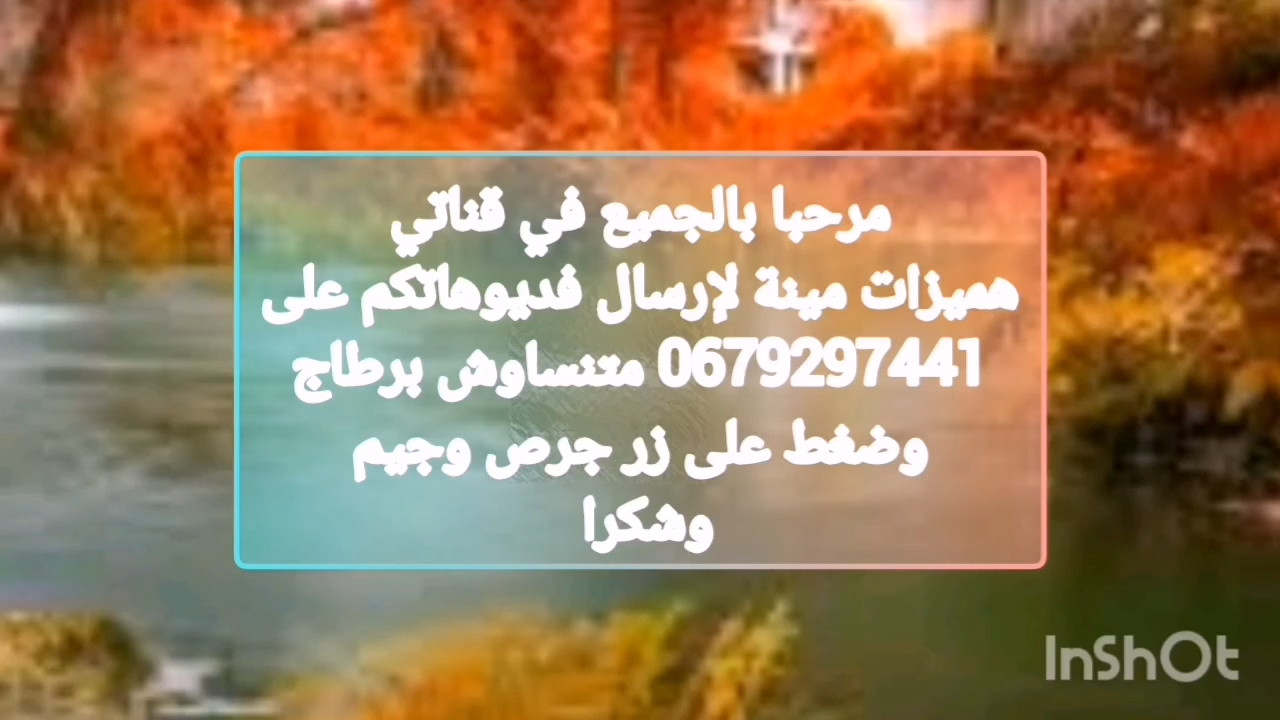 مرحبا بالجميع في قناتي
هميزات مينة لإرسال فديوهاتكم على
0679297441 متنساوش برطاج
وضغط على زر جرص وجيم
وشكرا
InShOt